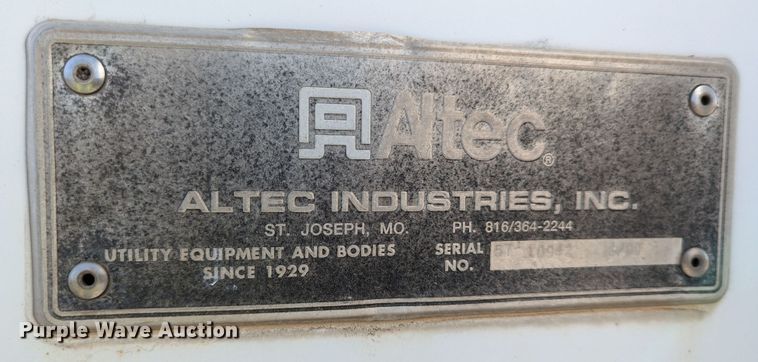 Altec®
ALTEC INDUSTRIES, INC.
ST. JOSEPH, MO. PH. 816/364-2244
UTILITY EQUIPMENT AND BODIES SERIAL
SINCE 1929 NO.
Purple Wave Auction